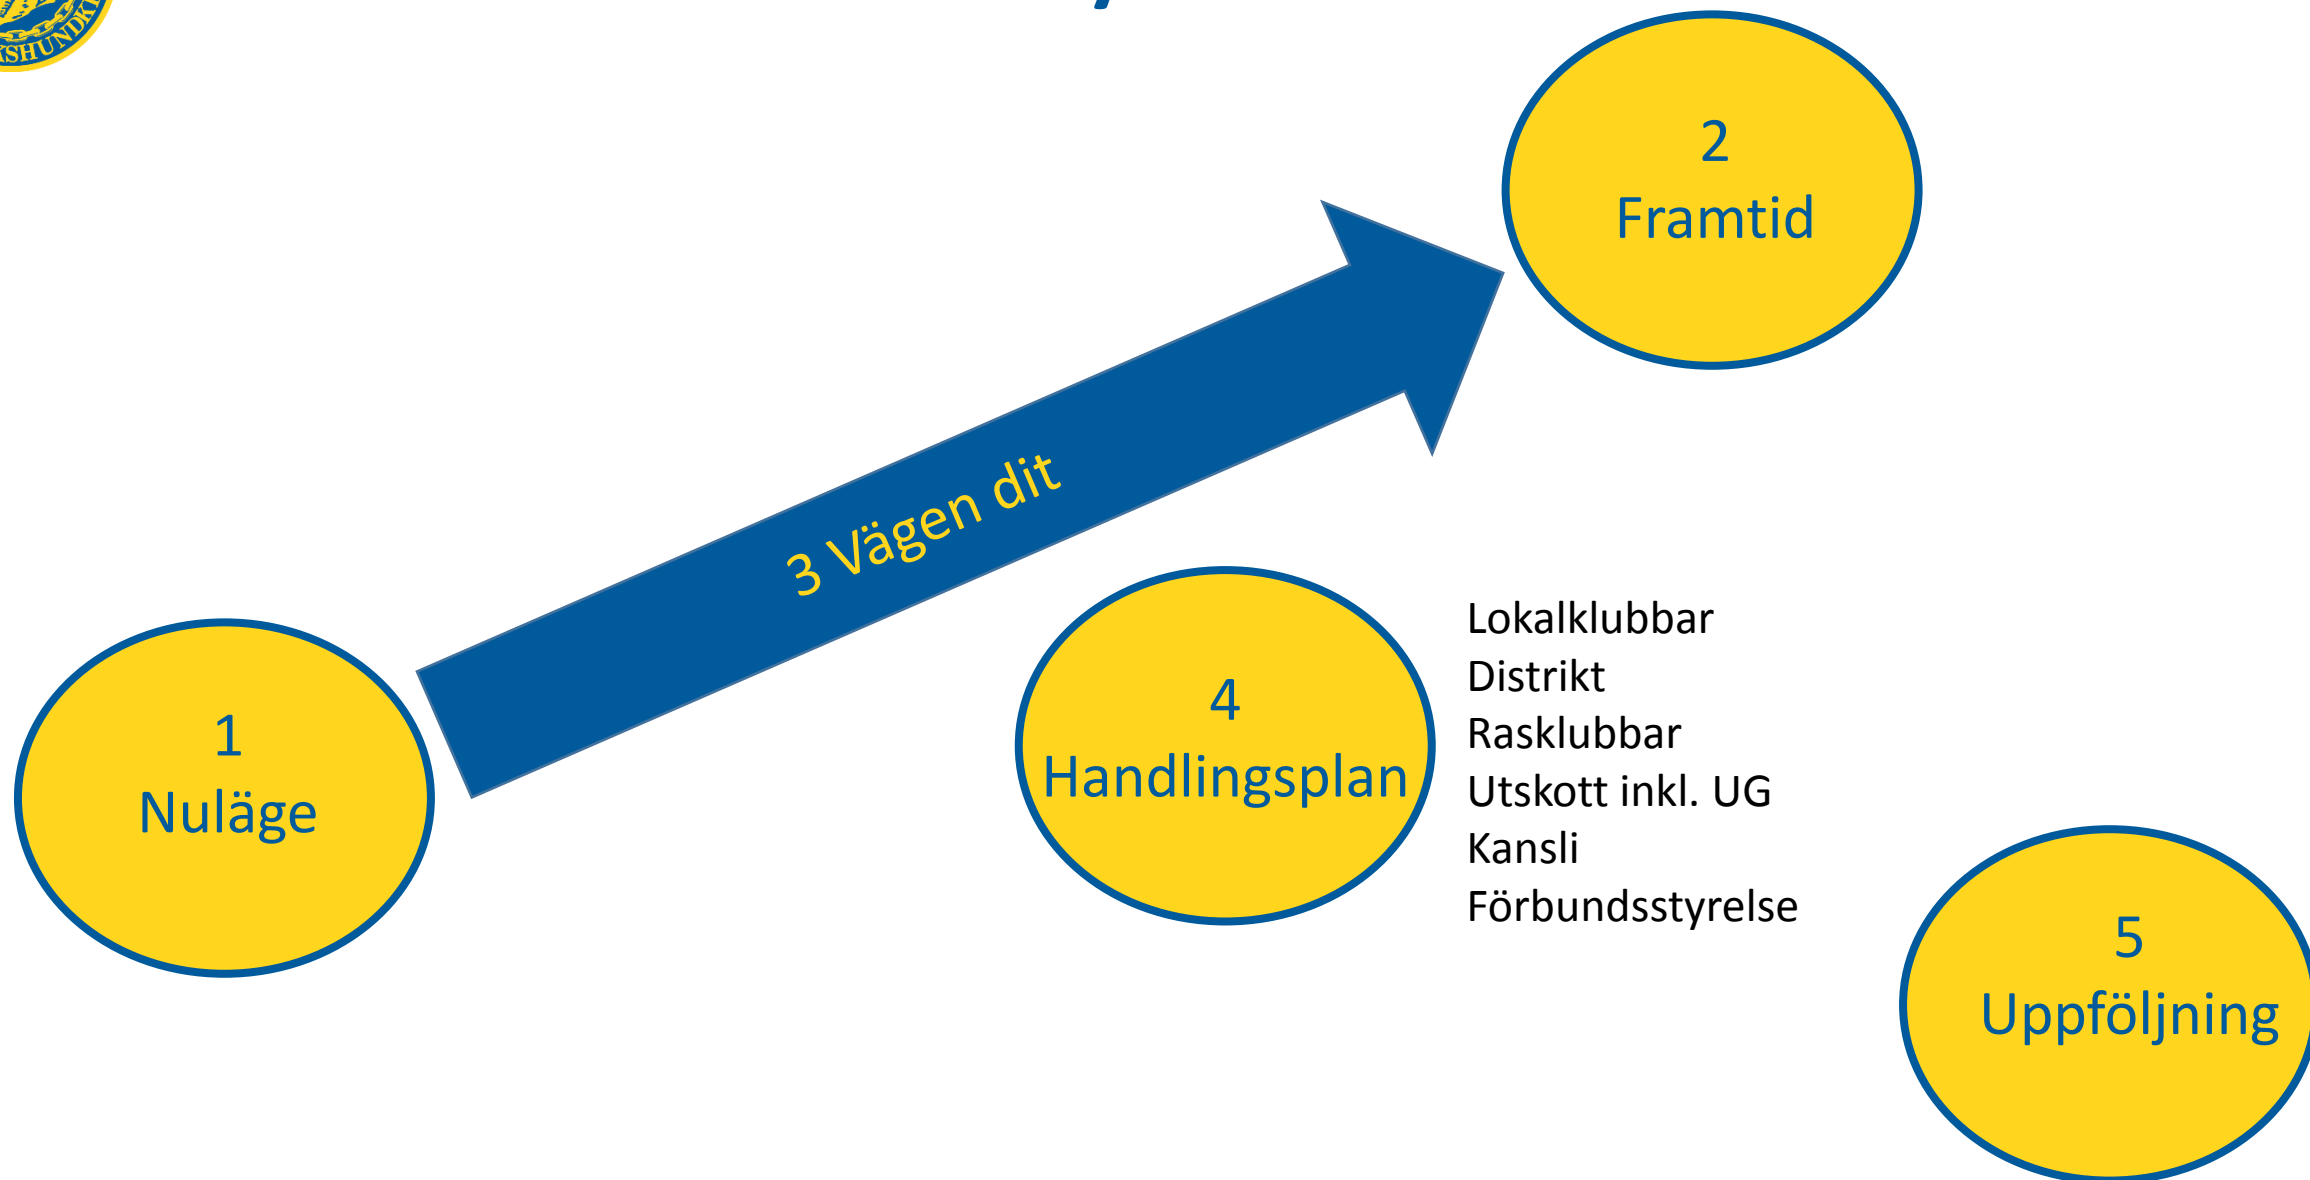 2
Framtid
3 Vägen dit
1
Nuläge
4
Handlingsplan
Lokalklubbar
Distrikt
Rasklubbar
Utskott inkl. UG
Kansli
Förbundsstyrelse
5
Uppföljning